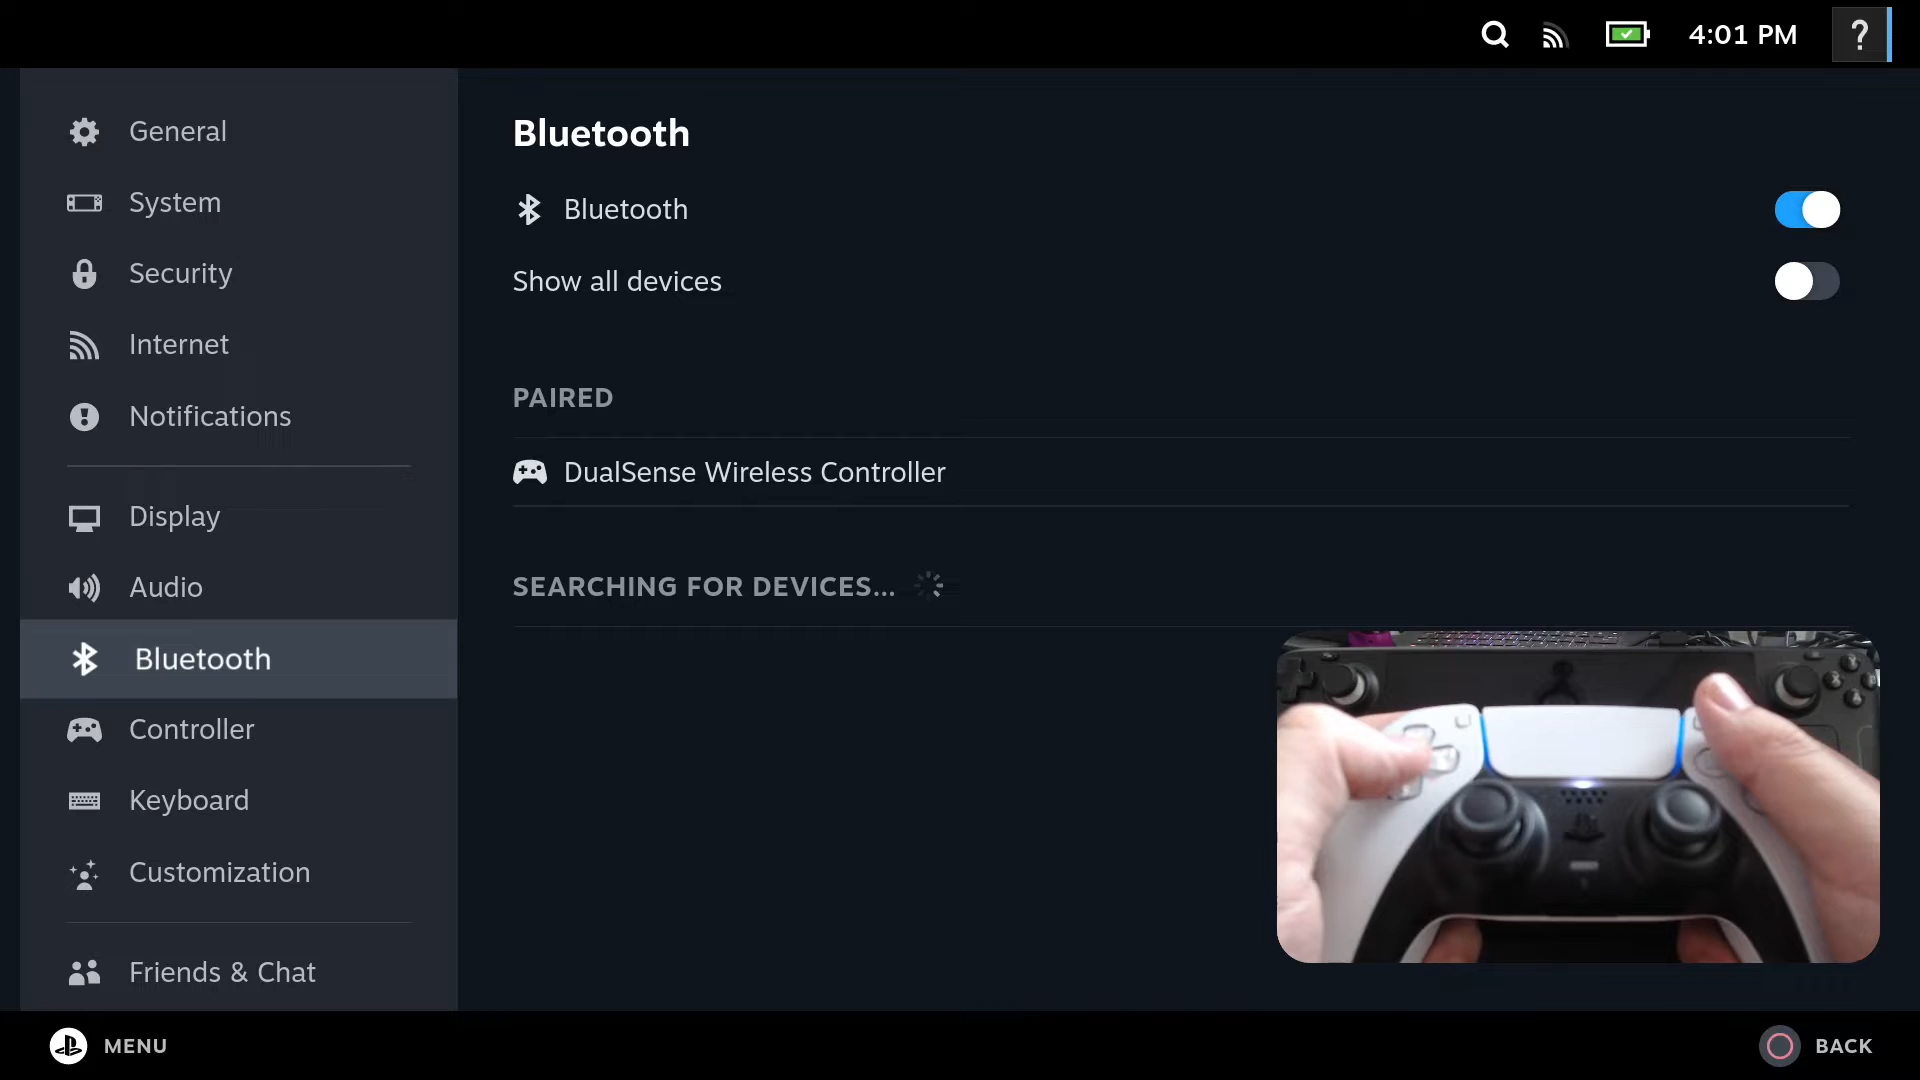 4:01 PM
?
General
System
Security
Internet
Notifications
Display
Audio
Bluetooth
Controller
Keyboard
Customization
Friends & Chat
Bluetooth
Bluetooth
Show all devices
PAIRED
DualSense Wireless Controller
SEARCHING FOR DEVICES...
MENU
BACK